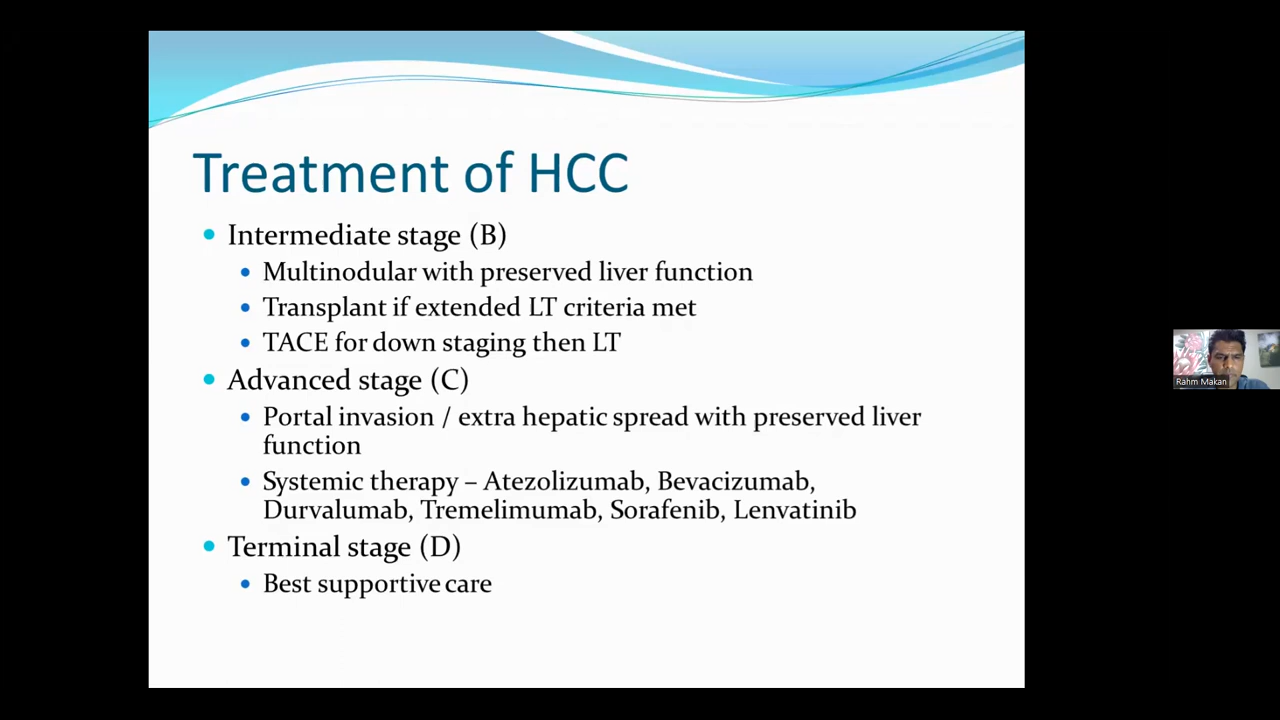 Treatment of HCC
Intermediate stage (B)
Multinodular with preserved liver function
Transplant if extended LT criteria met
TACE for down staging then LT
Advanced stage (C)
Portal invasion / extra hepatic spread with preserved liver
function
Systemic therapy – Atezolizumab, Bevacizumab,
Durvalumab, Tremelimumab, Sorafenib, Lenvatinib
Terminal stage (D)
Best supportive care
Rahm Makan